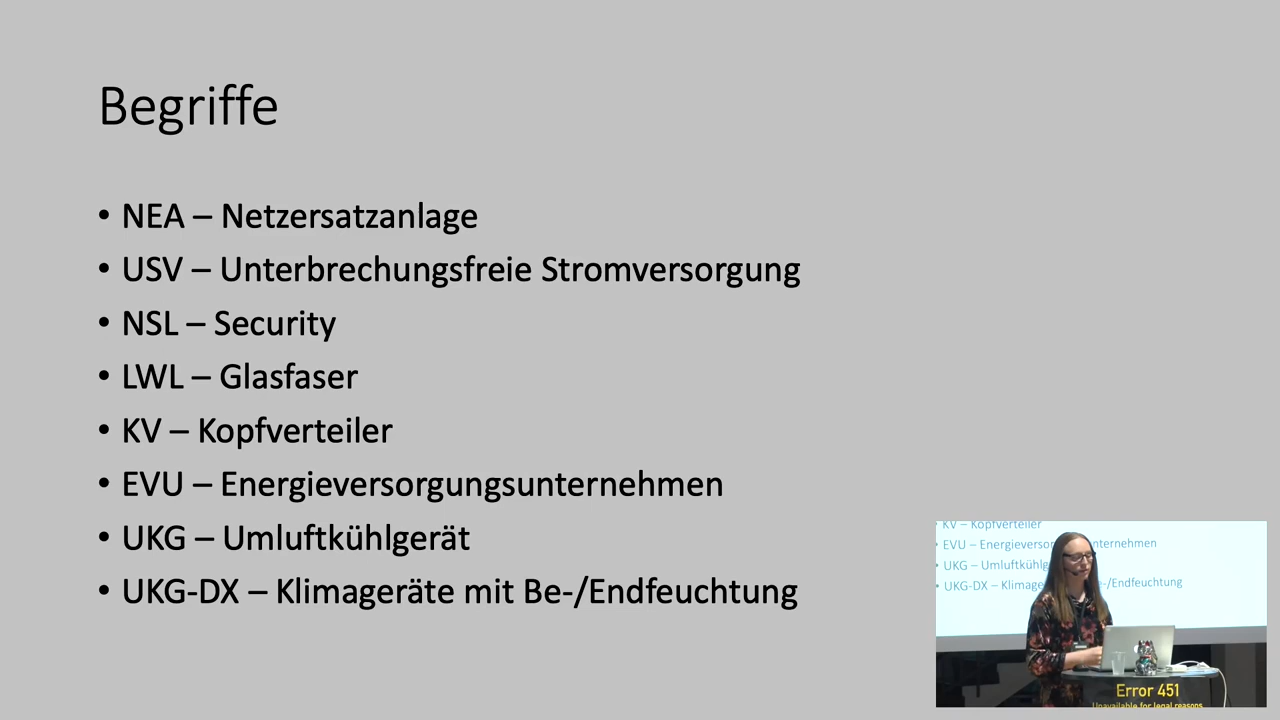 Begriffe
• NEA – Netzersatzanlage
• USV – Unterbrechungsfreie Stromversorgung
• NSL – Security
• LWL – Glasfaser
• KV – Kopfverteiler
• EVU – Energieversorgungsunternehmen
• UKG – Umluftkühlgerät
• UKG-DX – Klimageräte mit Be-/Endfeuchtung
• KV – Kopfverteiler
• EVU – Energieversor nternehmen
• UKG – Umluftkühlg
• UKG-DX – Klimage -/Endfeuchtung
Error 451
Unavailable for legal reasons